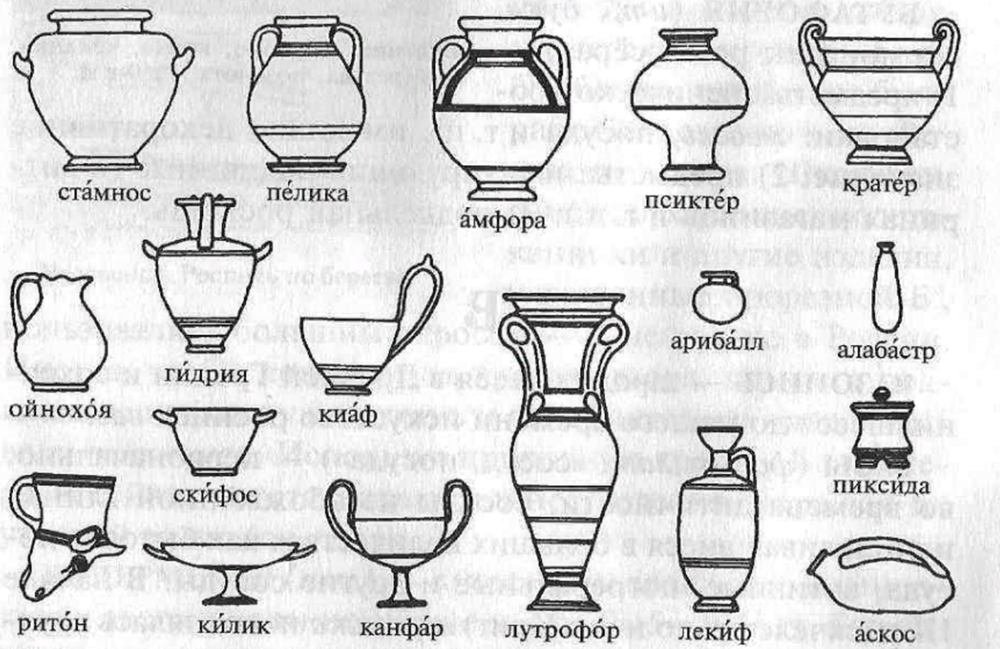 ста́мнос
пе́лика
а́мфора
психте́р
крате́р
ойнохо́я
ги́дрия
киа́ф
ариба́лл
алаба́стр
ски́фос
пикси́да
рито́н
ки́лик
канфа́р
лутрофо́р
леки́ф
а́скос